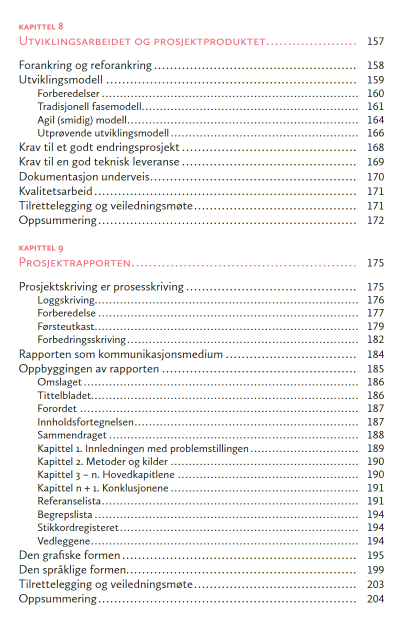 KAPITTEL 8
UTVIKLINGSARBEIDET OG PROSJEKTPRODUKTET..................... 157
Forankring og reforankring................................................... 158
Utviklingsmodell ............................................................... 159
Forberedelser ................................................................ 160
Tradisjonell fasemodell...................................................... 161
Agil (smidig) modell.......................................................... 164
Utprøvende utviklingsmodell ................................................ 166
Krav til et godt endringsprosjekt ............................................ 168
Krav til en god teknisk leveranse ............................................ 169
Dokumentasjon underveis.................................................... 170
Kvalitetsarbeid .................................................................. 171
Tilrettelegging og veiledningsmøte......................................... 171
Oppsummering ................................................................. 172
KAPITTEL 9
PROSJEKTRAPPORTEN......................................................... 175
Prosjektskriving er prosesskriving ........................................... 175
Loggskriving.................................................................... 176
Forberedelse ................................................................... 177
Førsteutkast.................................................................... 179
Forbedringsskriving ........................................................... 182
Rapporten som kommunikasjonsmedium ................................. 184
Oppbyggingen av rapporten ................................................. 185
Omslaget ........................................................................ 186
Tittelbladet...................................................................... 186
Forordet ......................................................................... 187
Innholdsfortegnelsen......................................................... 187
Sammendraget ................................................................ 188
Kapittel 1. Innledningen med problemstillingen ......................... 189
Kapittel 2. Metoder og kilder ............................................... 190
Kapittel 3 – n. Hovedkapitlene ............................................. 190
Kapittel n + 1. Konklusjonene ............................................... 191
Referanselista.................................................................. 191
Begrepslista .................................................................... 194
Stikkordregisteret............................................................. 194
Vedleggene..................................................................... 194
Den grafiske formen ........................................................... 195
Den språklige formen.......................................................... 199
Tilrettelegging og veiledningsmøte......................................... 203
Oppsummering ................................................................. 204